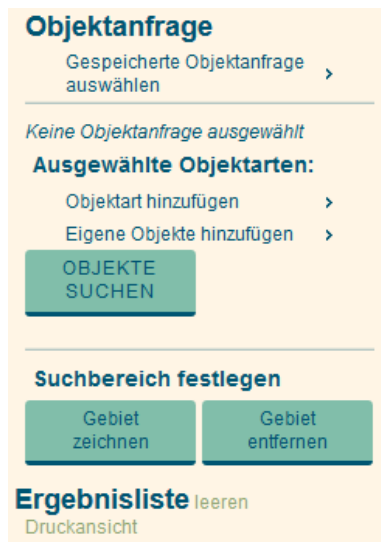 Objektanfrage
Gespeicherte Objektanfrage
auswählen
Keine Objektanfrage ausgewählt
Ausgewählte Objektarten:
Objektart hinzufügen
Eigene Objekte hinzufügen
OBJEKTE
SUCHEN
Suchbereich festlegen
Gebiet
zeichnen
Gebiet
entfernen
Ergebnisliste leeren
Druckansicht